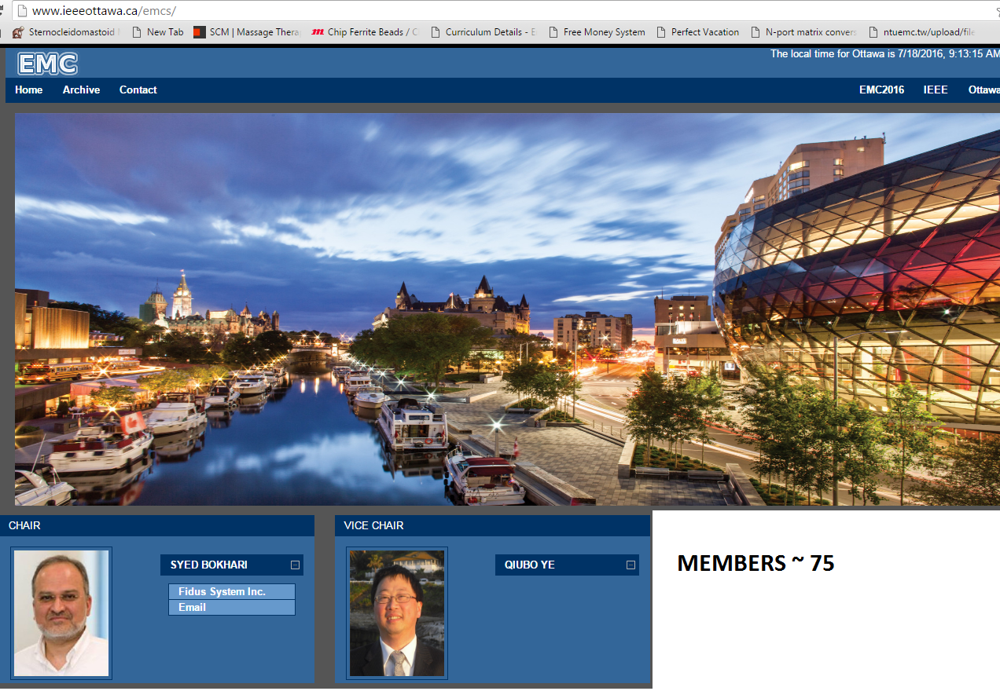 www.ieeeottawa.ca/emcs/
Sternocleidomastoid New Tab SCM | Massage Thera Chip Ferrite Beads / C Curriculum Details - E Free Money System Perfect Vacation N-port matrix convers ntuemc.tw/upload/file
EMC
The local time for Ottawa is 7/18/2016, 9:13:15 AM
Home Archive Contact EMC2016 IEEE Ottawa
CHAIR
SYED BOKHARI
Fidus System Inc.
Email
VICE CHAIR
QIUBO YE
MEMBERS ~ 75